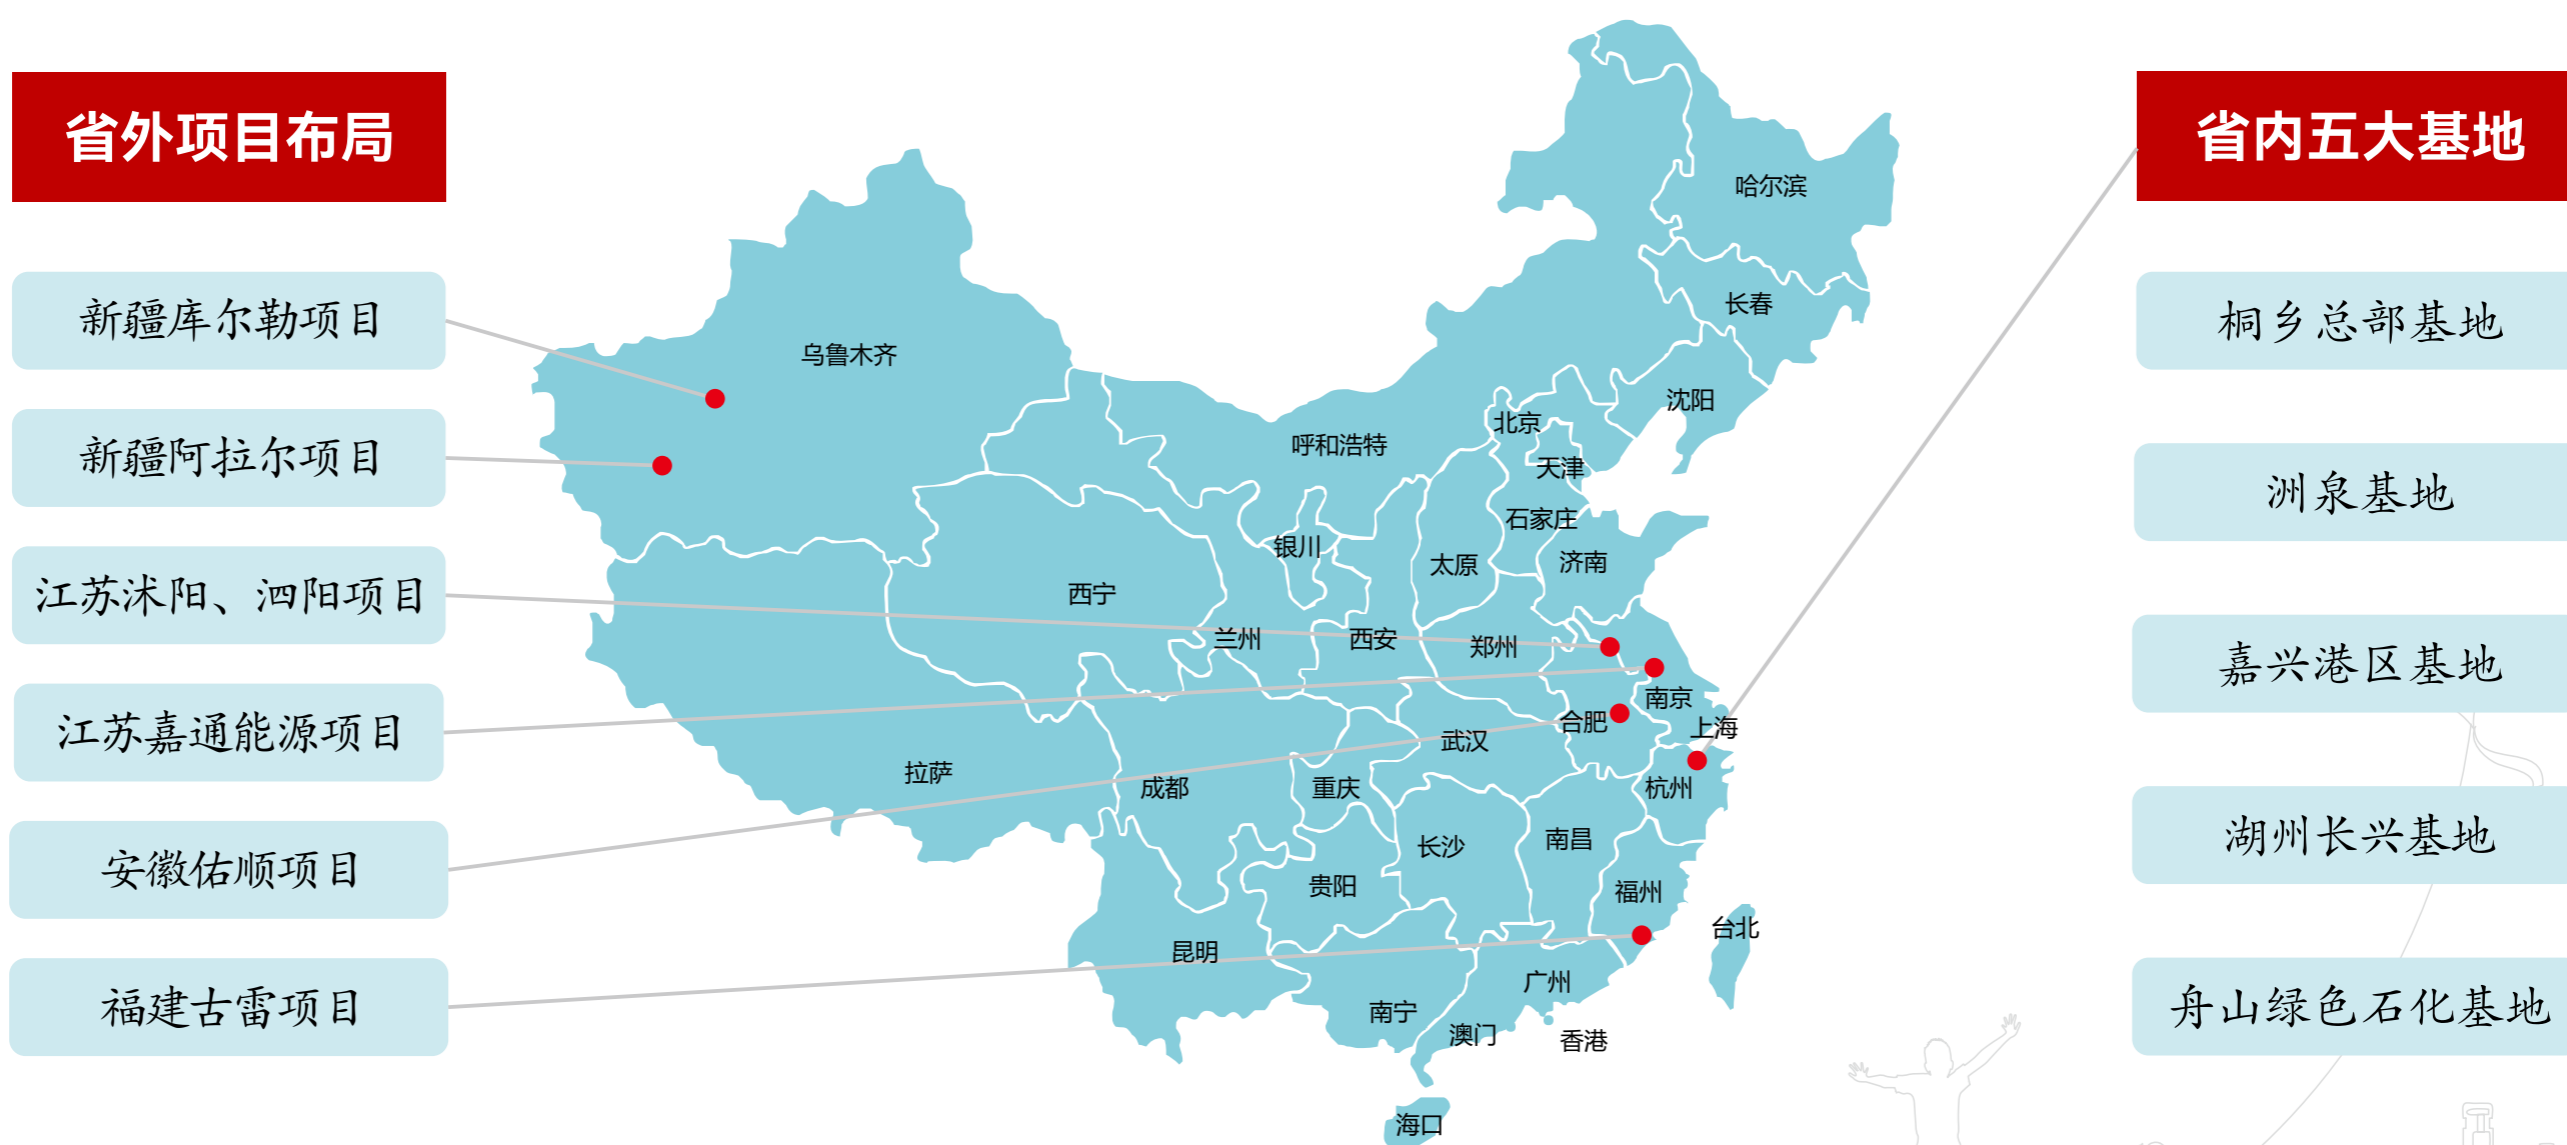 省外项目布局
新疆库尔勒项目
新疆阿拉尔项目
江苏沭阳、泗阳项目
江苏嘉通能源项目
安徽佑顺项目
福建古雷项目
哈尔滨
长春
乌鲁木齐
沈阳
北京
呼和浩特
天津
石家庄
银川
太原
济南
西宁
兰州
西安
郑州
南京
合肥
上海
武汉
拉萨
成都
重庆
杭州
南昌
长沙
贵阳
福州
台北
昆明
广州
南宁
澳门
香港
海口
省内五大基地
桐乡总部基地
洲泉基地
嘉兴港区基地
湖州长兴基地
舟山绿色石化基地